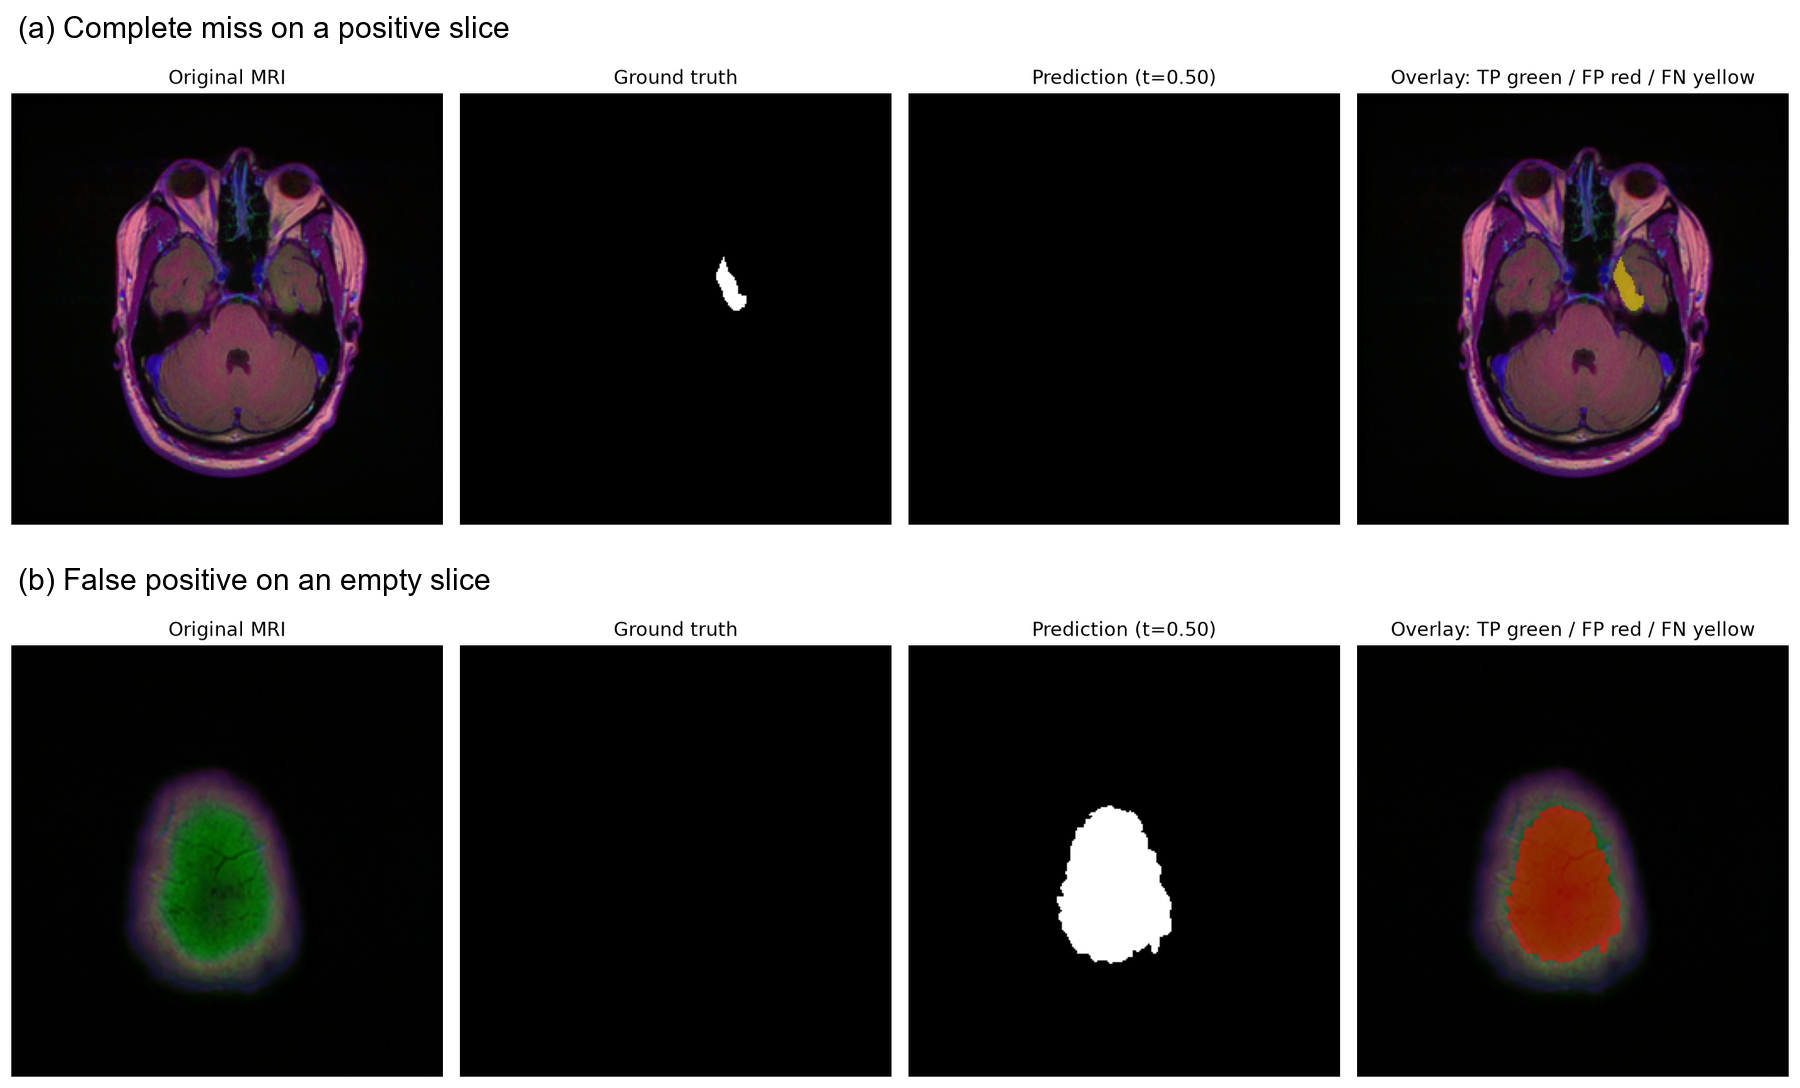 (a) Complete miss on a positive slice
Original MRI
Ground truth
Prediction (t=0.50)
Overlay: TP green / FP red / FN yellow
(b) False positive on an empty slice
Original MRI
Ground truth
Prediction (t=0.50)
Overlay: TP green / FP red / FN yellow